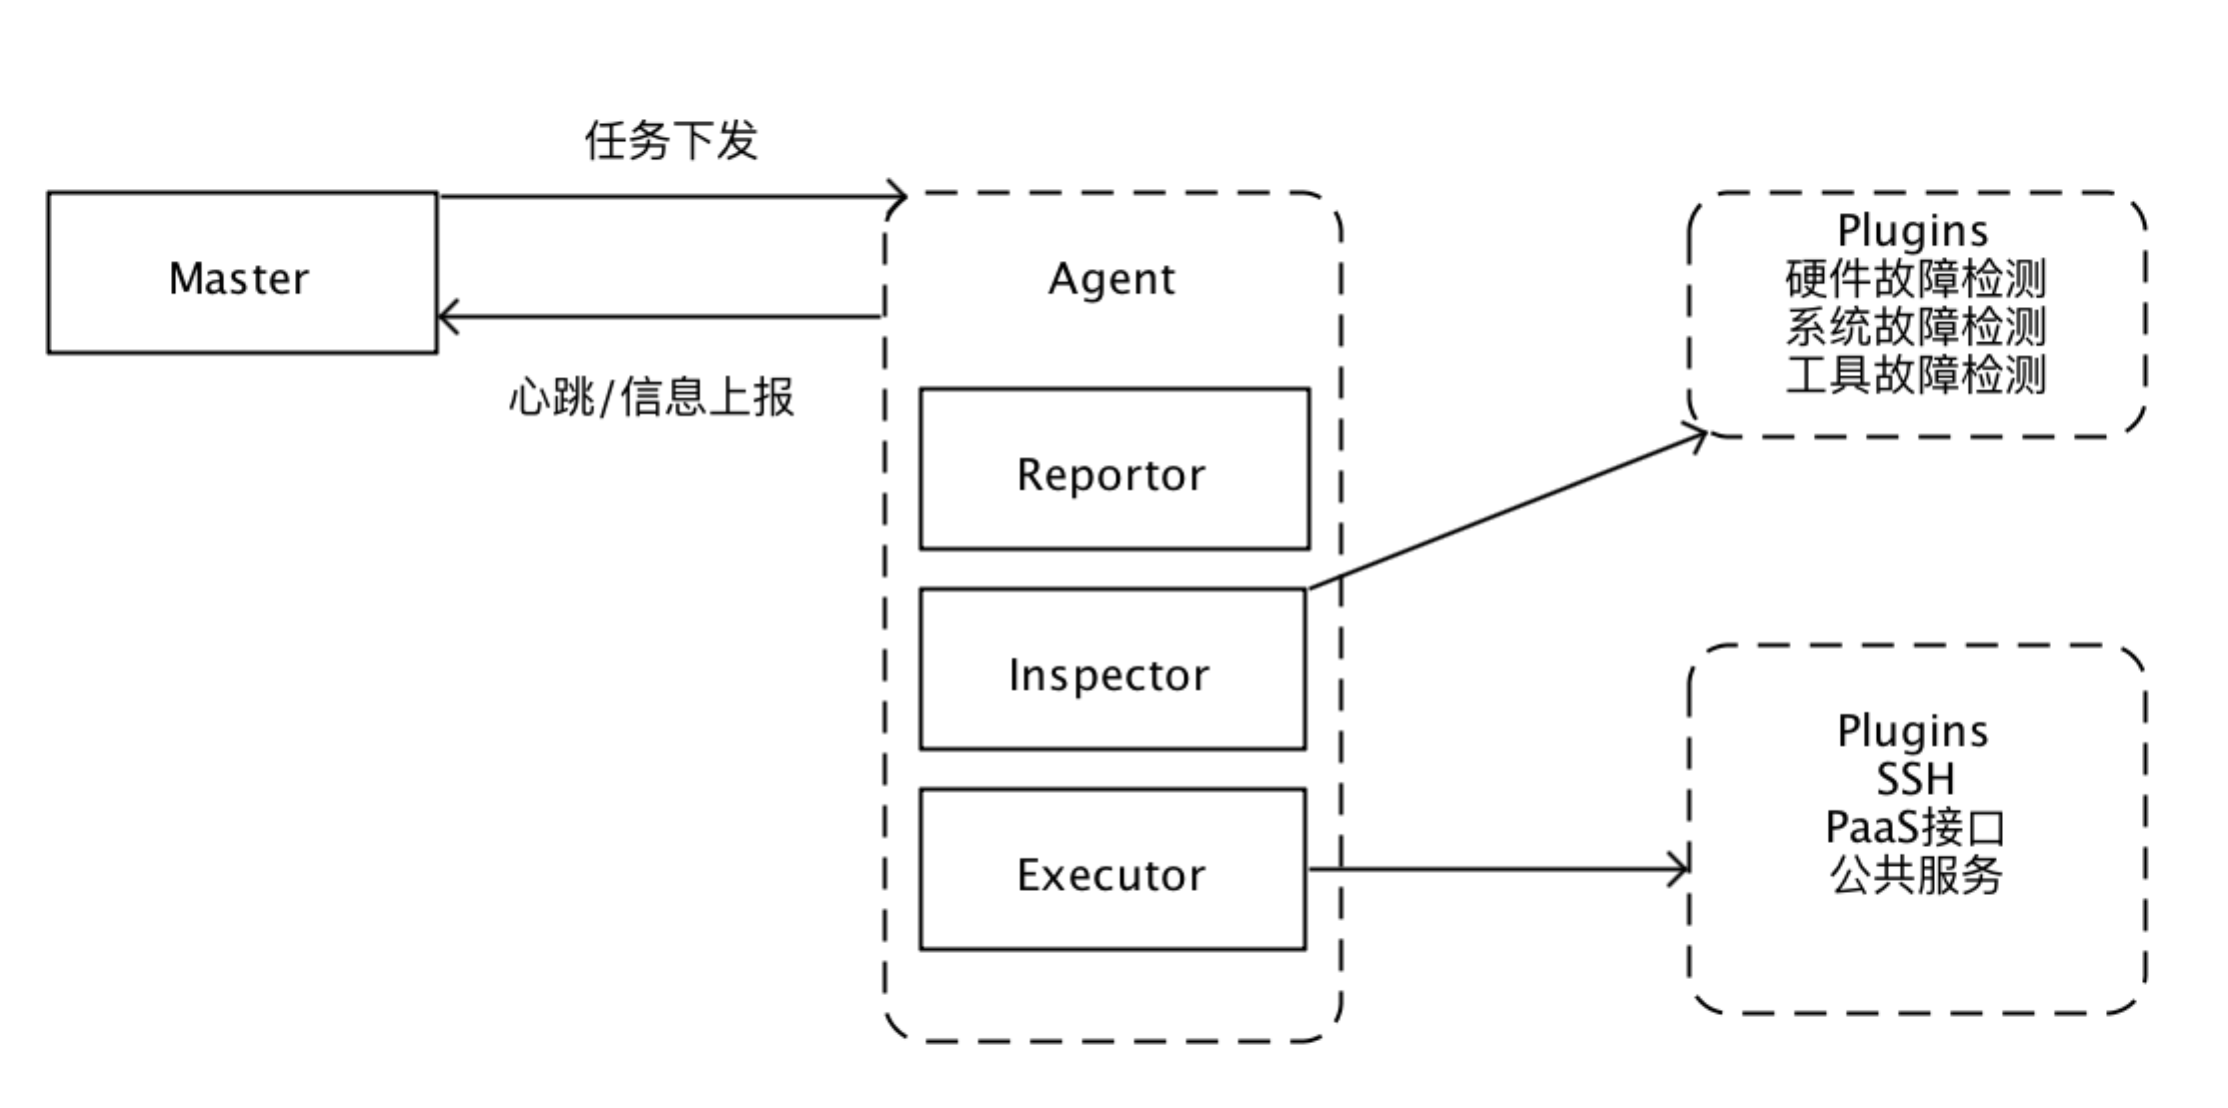 任务下发
Master
Agent
心跳/信息上报
Reportor
Inspector
Executor
Plugins
硬件故障检测
系统故障检测
工具故障检测
Plugins
SSH
PaaS接口
公共服务